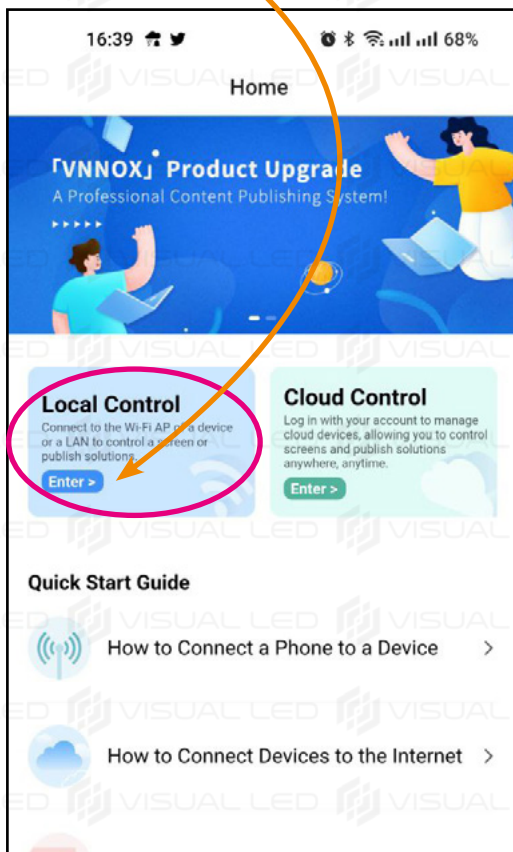 16:39 68%
Home
「VNNOX」 Product Upgrade
A Professional Content Publishing System!
Local Control
Connect to the Wi-Fi AP of a device
or a LAN to control a screen or
publish solutions.
Enter >
Cloud Control
Log in with your account to manage
cloud devices, allowing you to control
screens and publish solutions
anywhere, anytime.
Enter >
Quick Start Guide
How to Connect a Phone to a Device >
How to Connect Devices to the Internet >
VISUAL LED